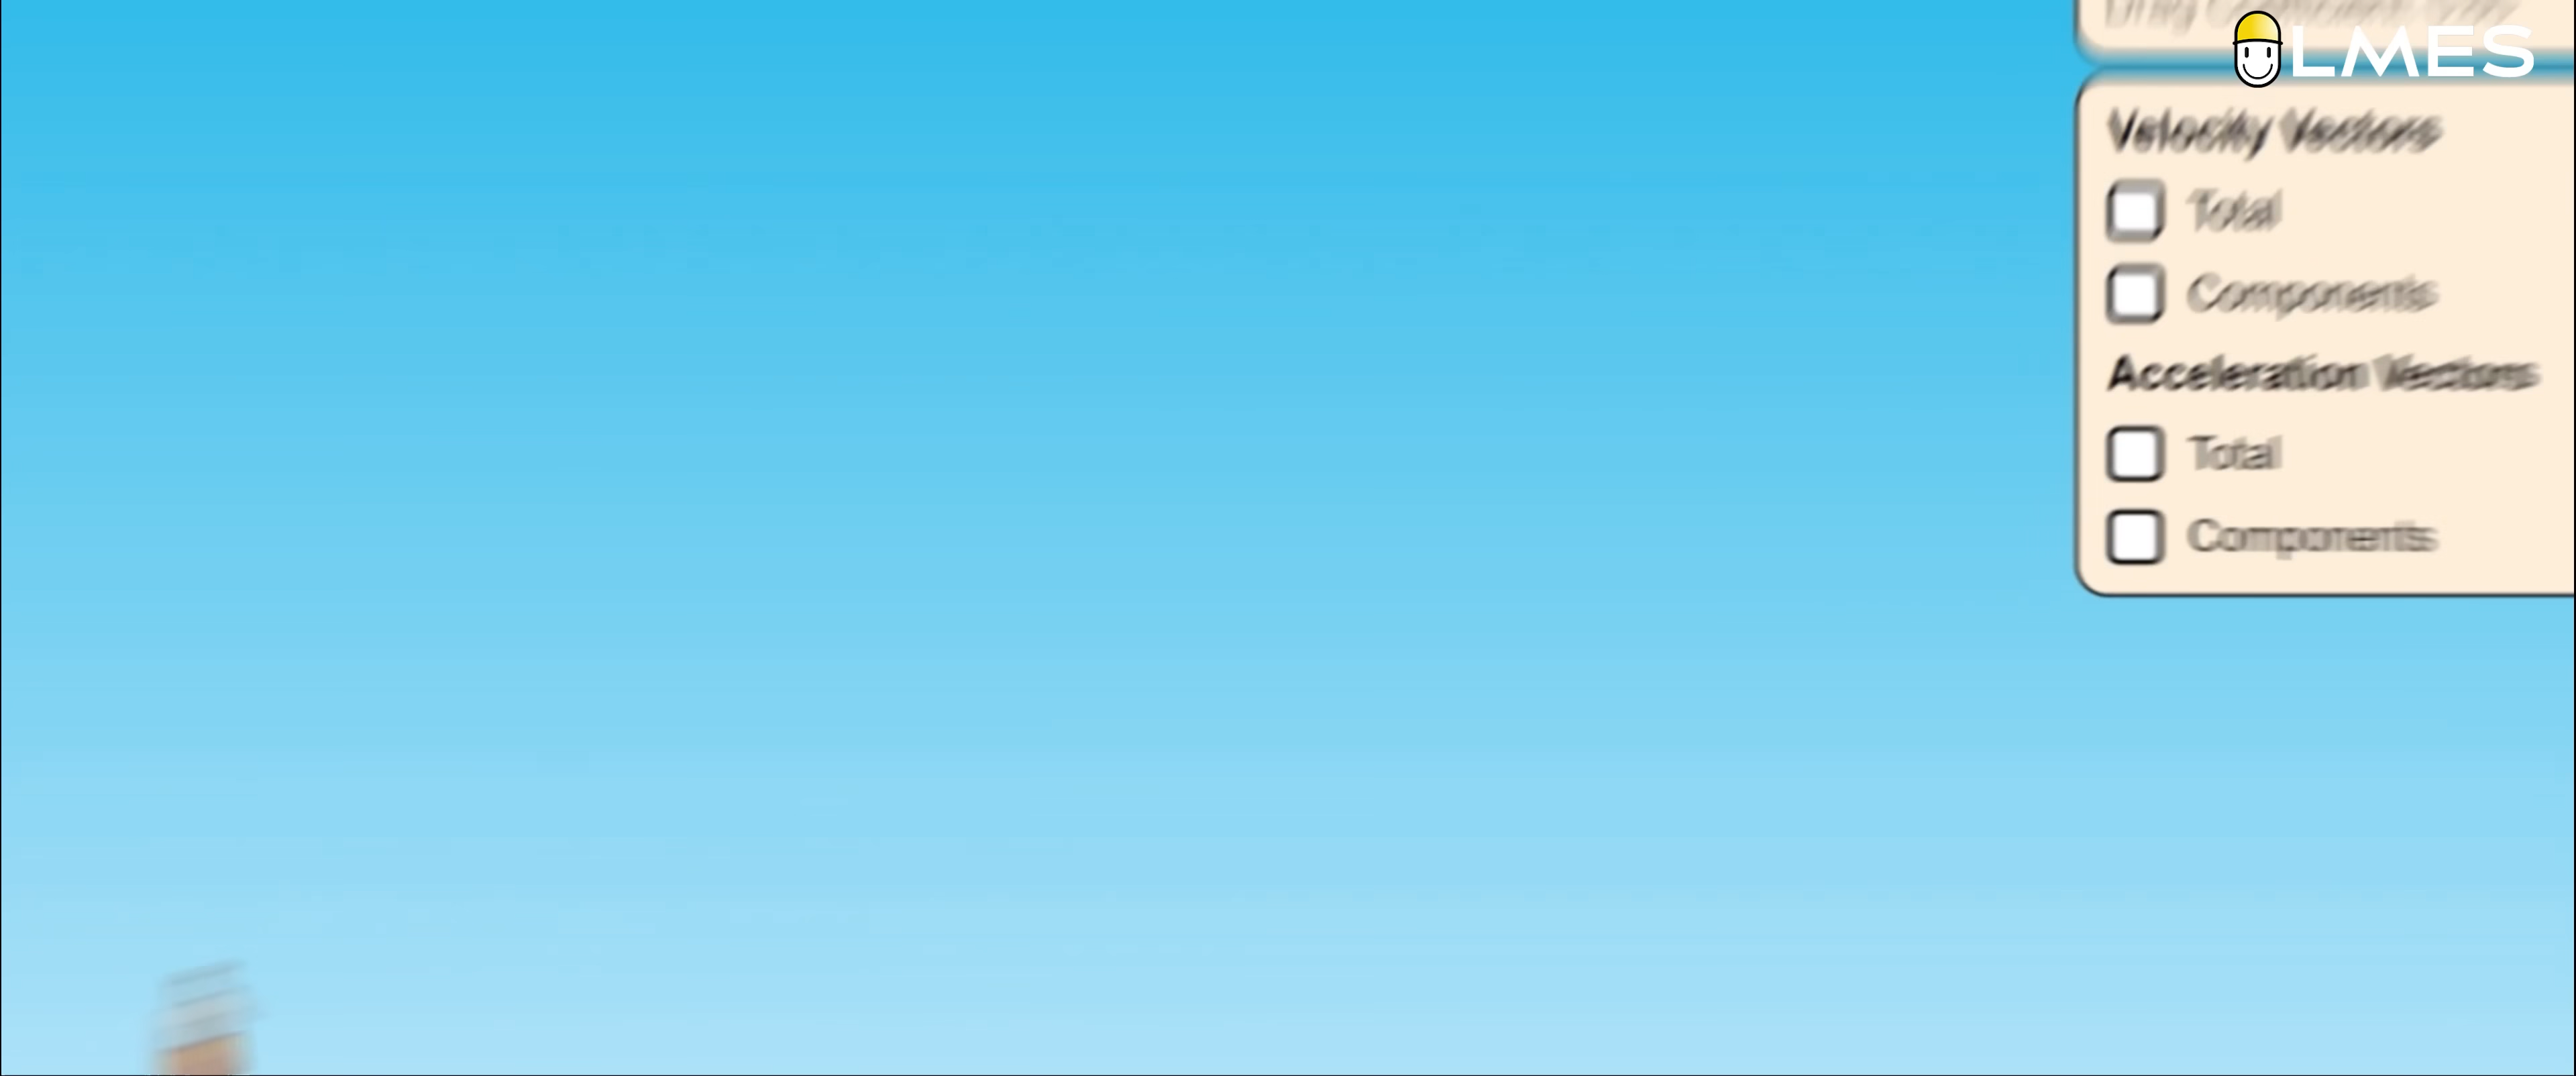 LMES
Velocity Vectors
Total
Components
Acceleration Vectors
Total
Components